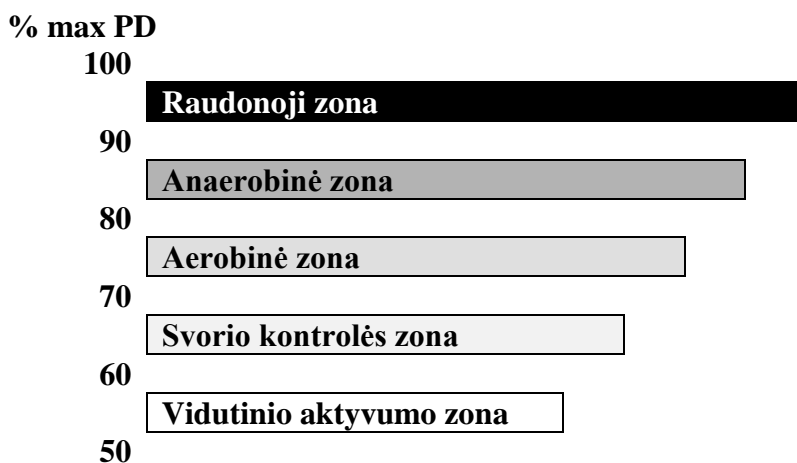 % max PD
100
Raudonoji zona
90
Anaerobinė zona
80
Aerobinė zona
70
Svorio kontrolės zona
60
Vidutinio aktyvumo zona
50